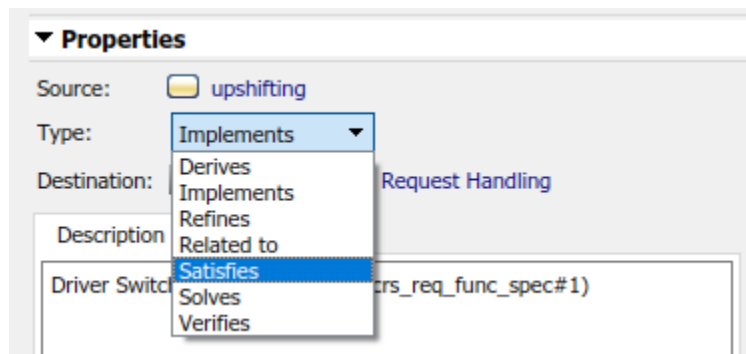 Properties
Source: upshifting
Type: Implements
Derives
Destination: Request Handling
Implements
Refines
Description
Related to
Satisfies
Driver Switc crs_req_func_spec#1)
Solves
Verifies